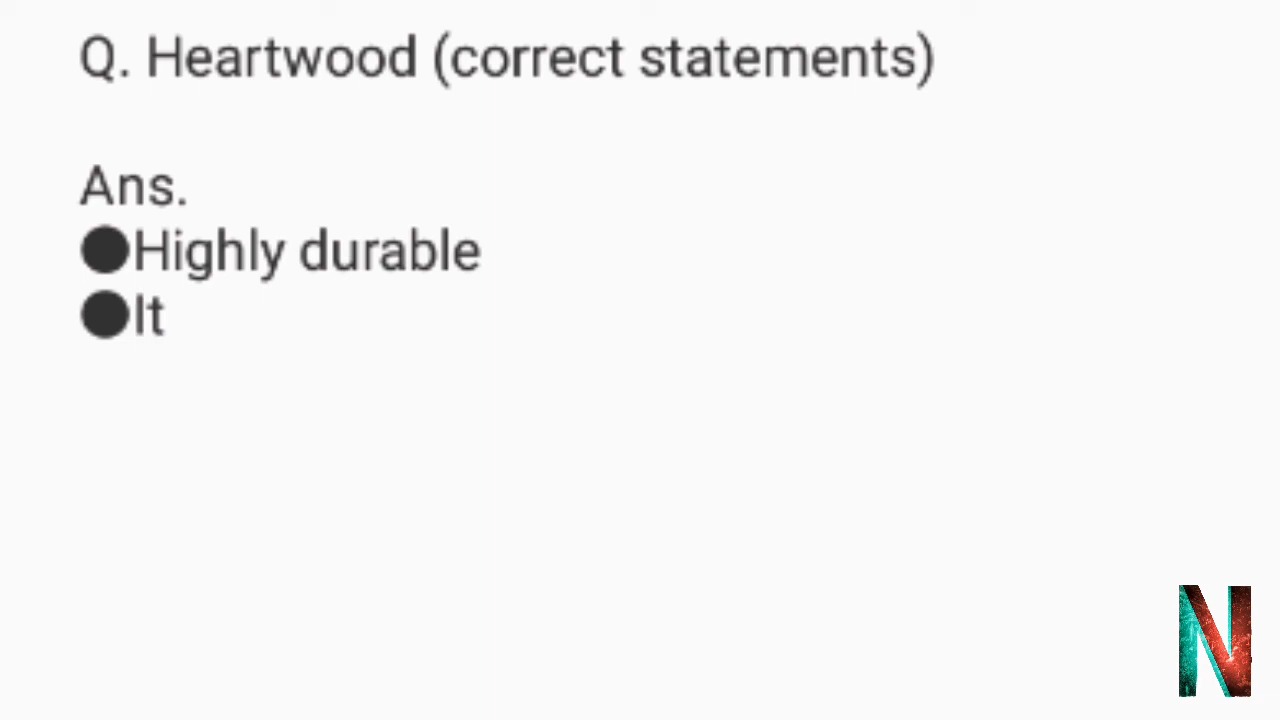 Q. Heartwood (correct statements)
Ans.
●Highly durable
●It
N